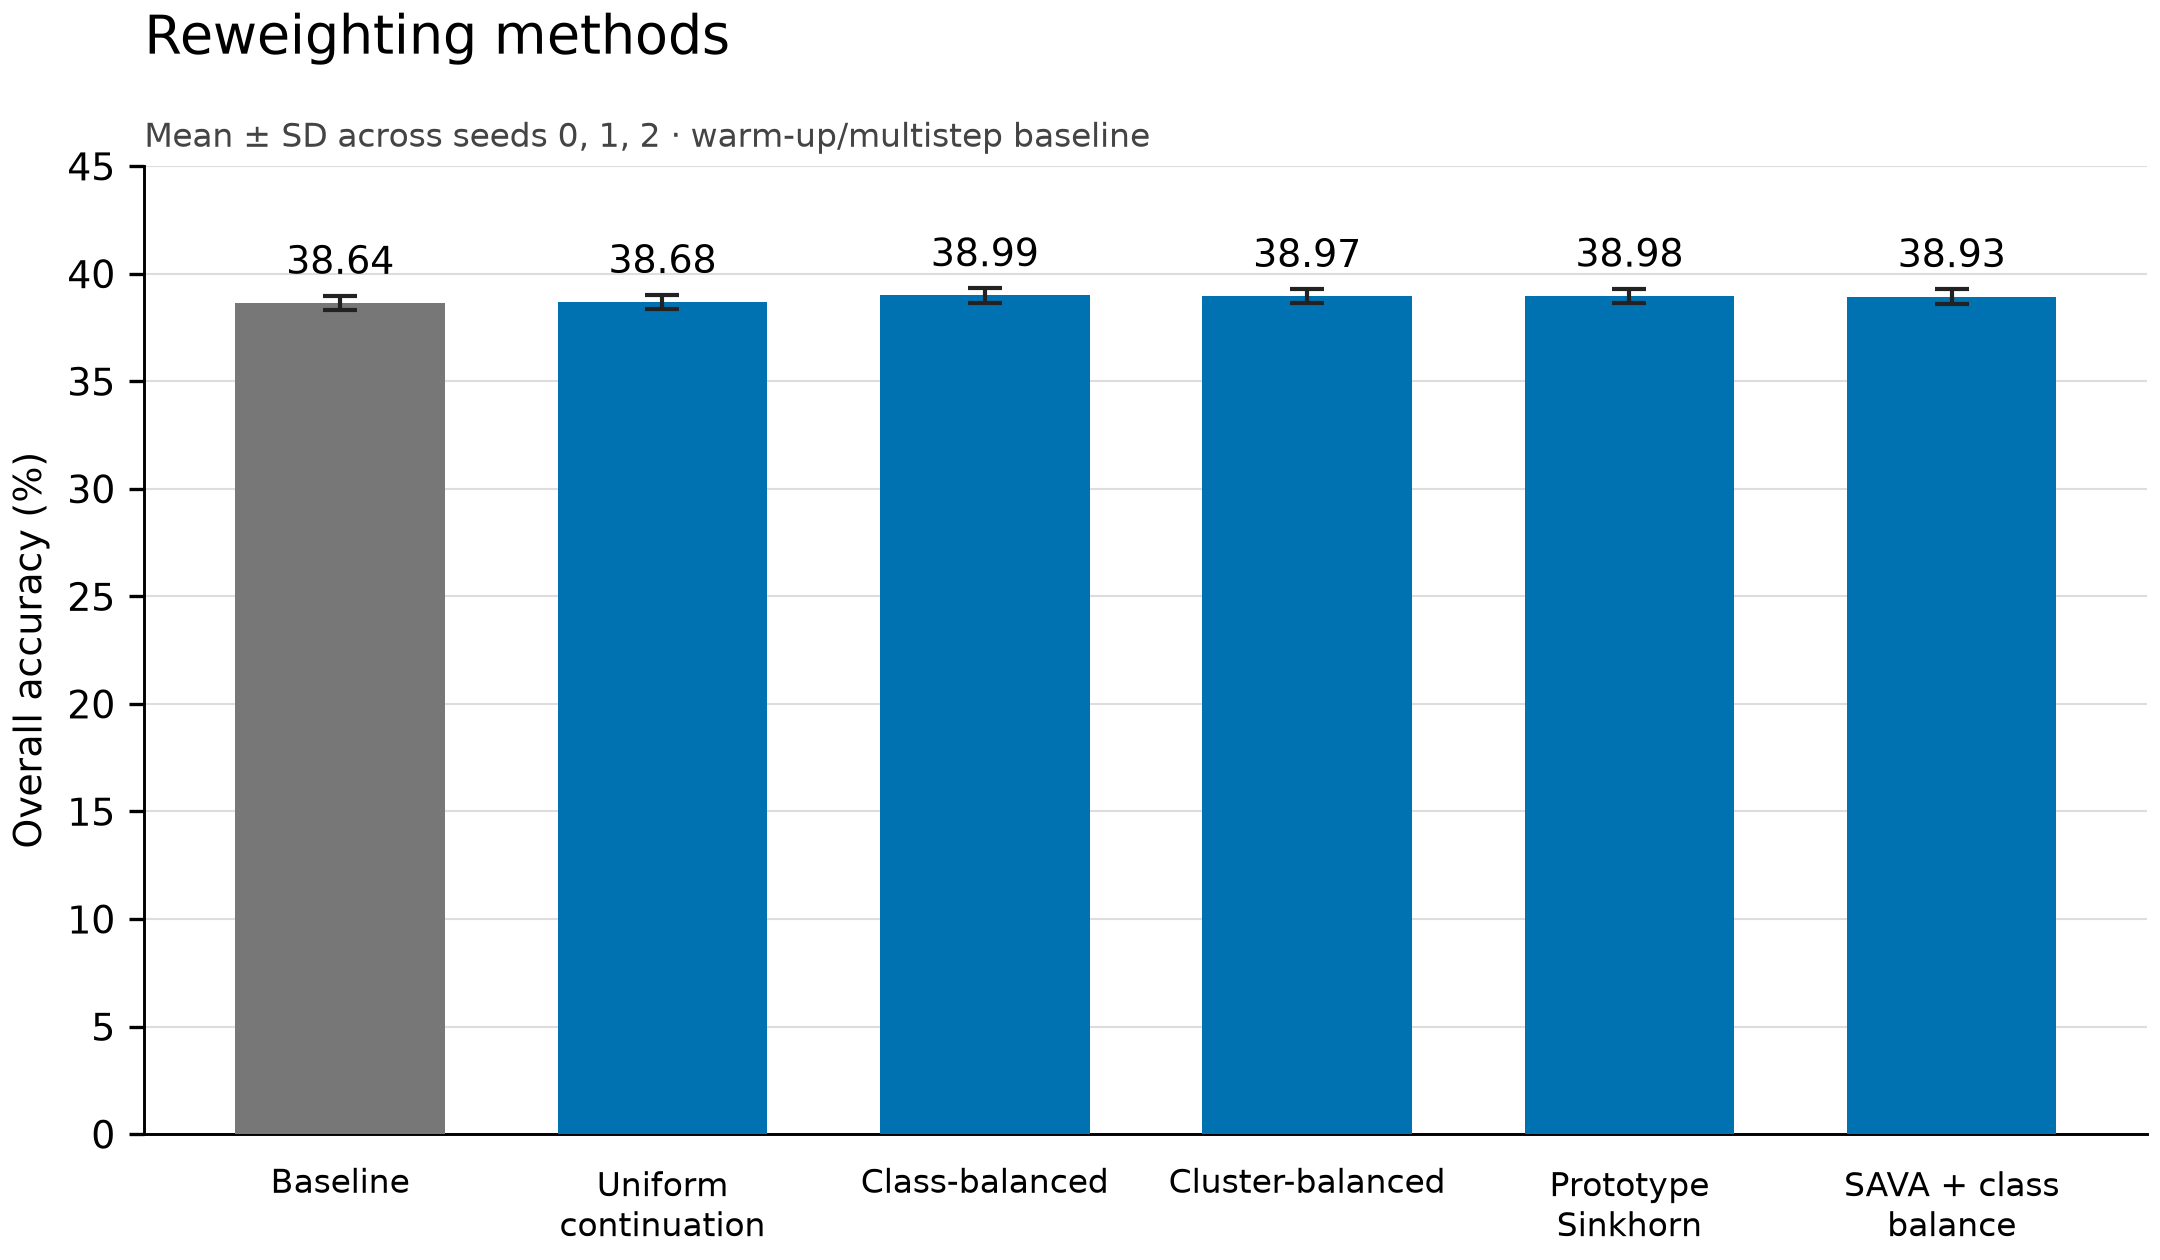 Reweighting methods
Mean ± SD across seeds 0, 1, 2 · warm-up/multistep baseline
Overall accuracy (%)
45
40
35
30
25
20
15
10
5
0
38.64
38.68
38.99
38.97
38.98
38.93
Baseline
Uniform
continuation
Class-balanced
Cluster-balanced
Prototype
Sinkhorn
SAVA + class
balance